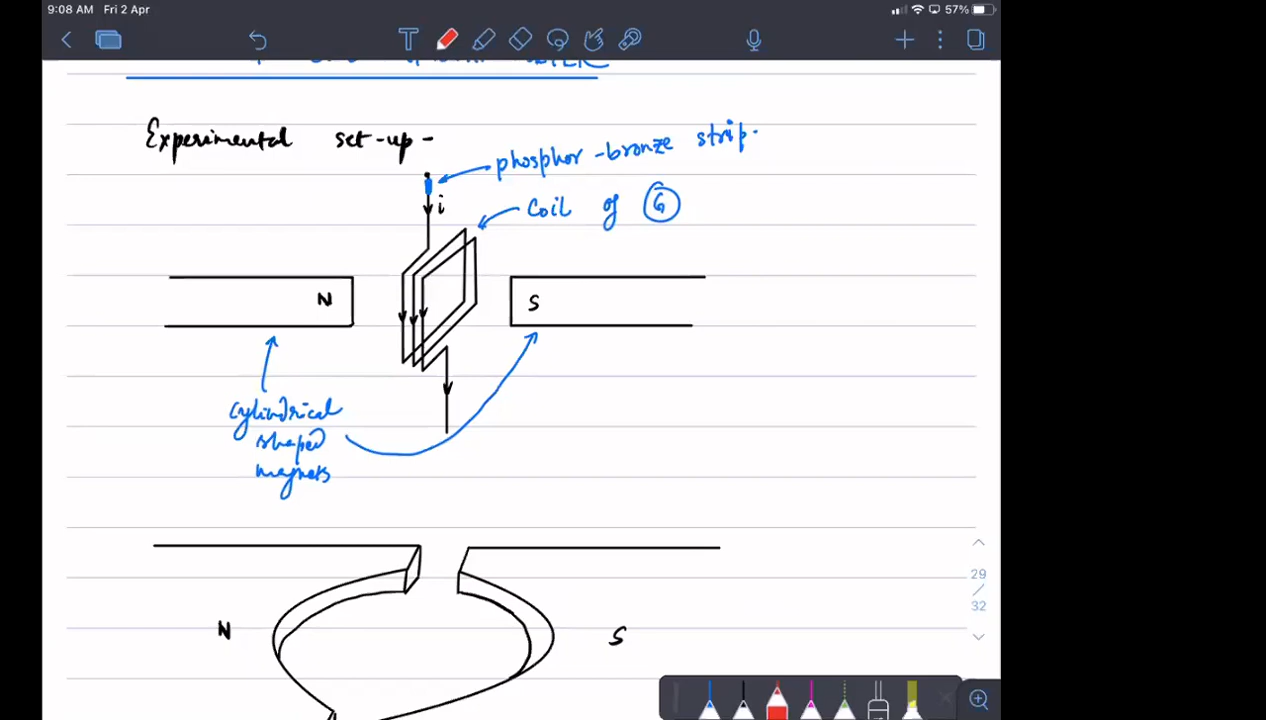 9:08 AM Fri 2 Apr
57%
T
Experimental set-up -
phosphor-bronze strip.
i
coil of G
N
S
cylindrical
shaped
magnets
29
/
32
N
S